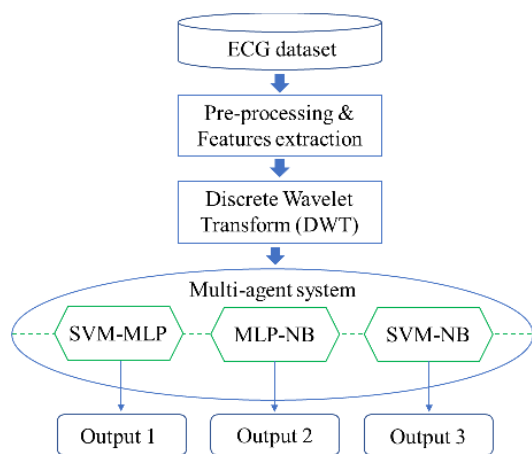 ECG dataset
Pre-processing &
Features extraction
Discrete Wavelet
Transform (DWT)
Multi-agent system
SVM-MLP
MLP-NB
SVM-NB
Output 1
Output 2
Output 3